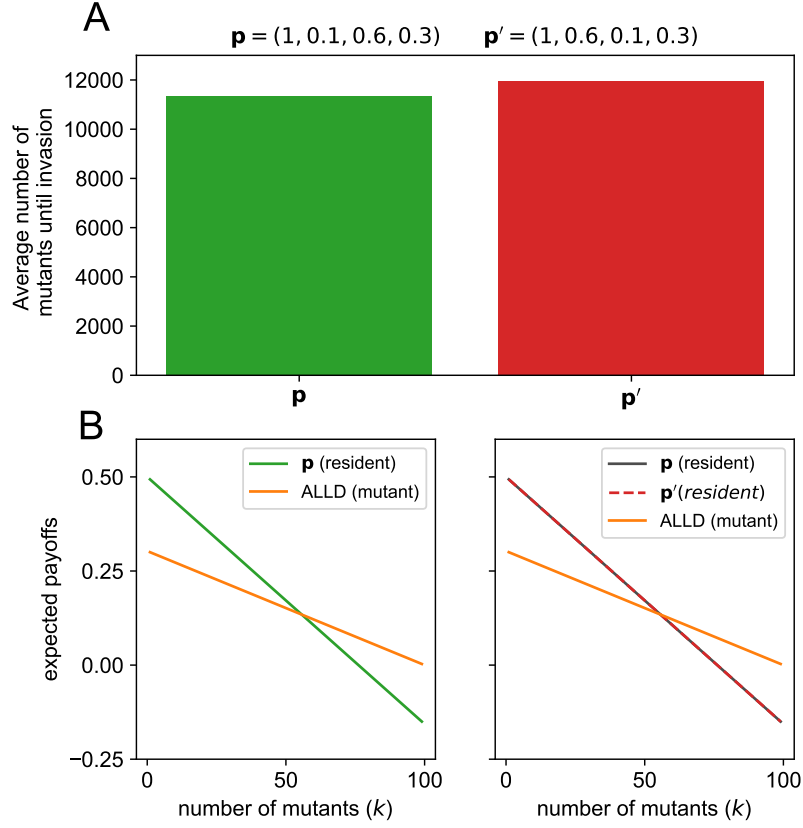 A
p = (1, 0.1, 0.6, 0.3) p′ = (1, 0.6, 0.1, 0.3)
Average number of
mutants until invasion
12000
10000
8000
6000
4000
2000
0
p
p′
B
expected payoffs
0.50
0.25
0.00
−0.25
p (resident)
ALLD (mutant)
0
50
100
number of mutants (k)
p (resident)
p′(resident)
ALLD (mutant)
0
50
100
number of mutants (k)